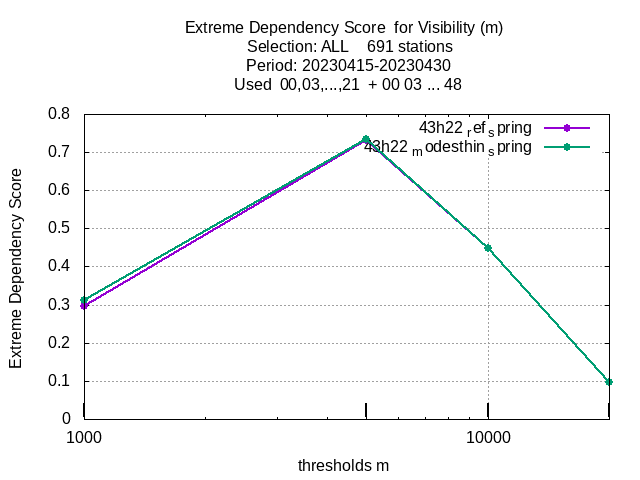 Extreme Dependency Score for Visibility (m)
Selection: ALL 691 stations
Period: 20230415-20230430
Used 00,03,...,21 + 00 03 ... 48
43h22 ref spring
43h22 modesthin spring
Extreme Dependency Score
0.8
0.7
0.6
0.5
0.4
0.3
0.2
0.1
0
1000 10000
thresholds m